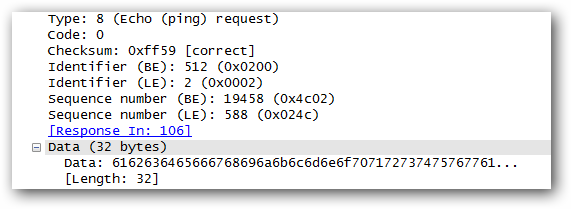 Type: 8 (Echo (ping) request)
Code: 0
Checksum: 0xff59 [correct]
Identifier (BE): 512 (0x0200)
Identifier (LE): 2 (0x0002)
Sequence number (BE): 19458 (0x4c02)
Sequence number (LE): 588 (0x024c)
[Response In: 106]
Data (32 bytes)
Data: 6162636465666768696a6b6c6d6e6f707172737475767761...
[Length: 32]